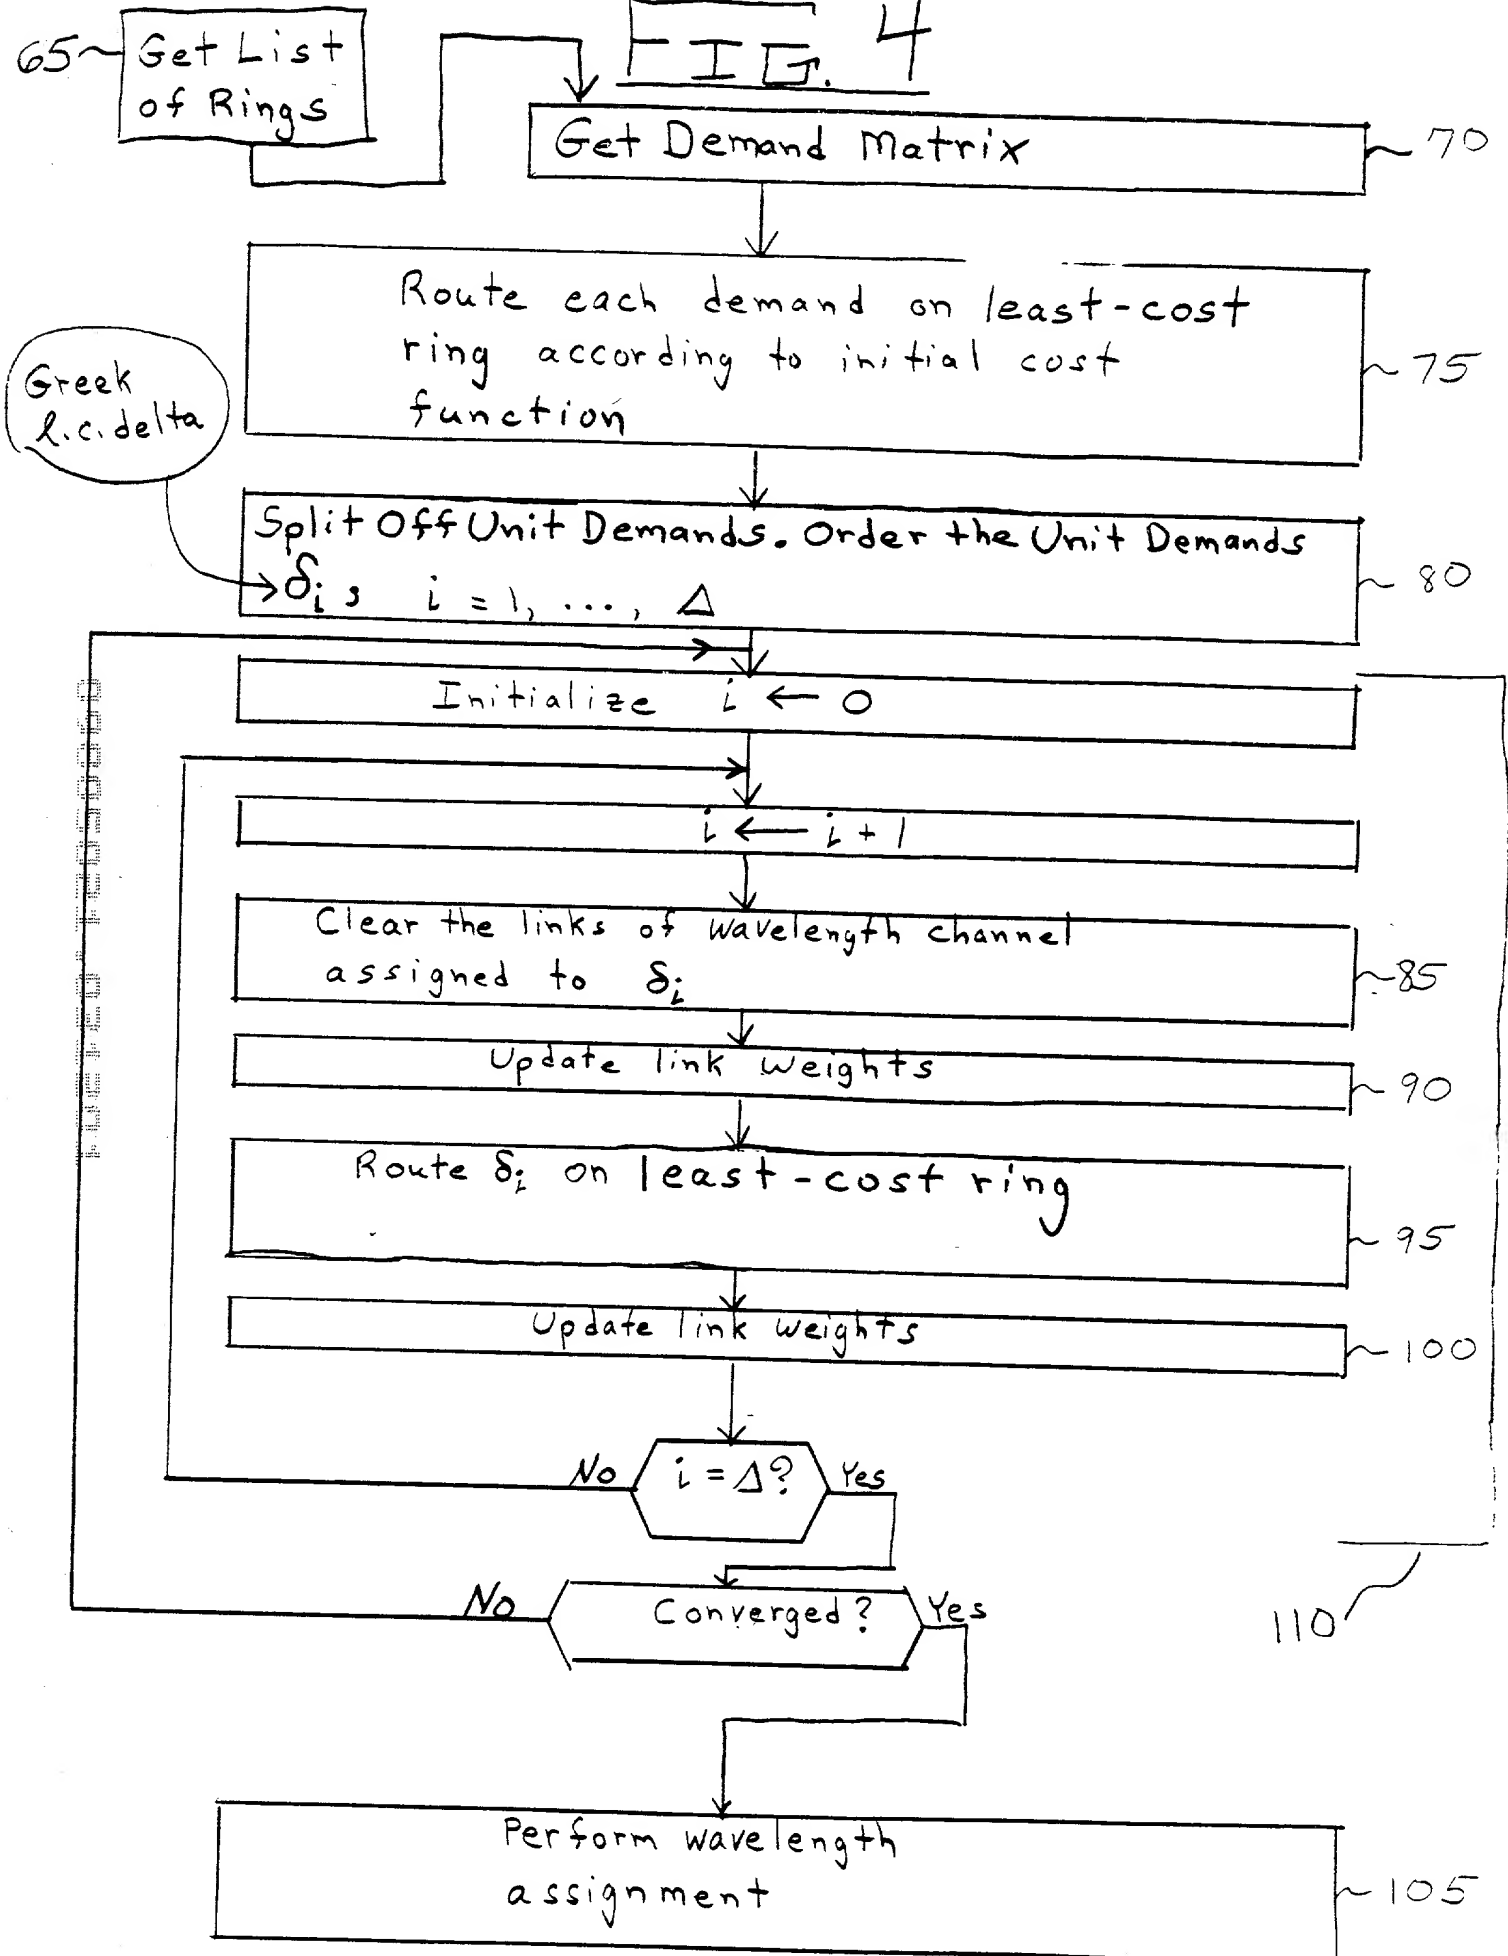 FIG. 4
65
Get List
of Rings
Get Demand Matrix
70
Route each demand on least-cost
ring according to initial cost
function
75
Greek
l.c. delta
Split Off Unit Demands. Order the Unit Demands
δi, i = 1, ..., Δ
80
Initialize i ← 0
i ← i + 1
Clear the links of wavelength channel
assigned to δi
85
Update link weights
90
Route δi on least-cost ring
95
Update link weights
100
i = Δ?
No
Yes
Converged?
No
Yes
110
Perform wavelength
assignment
105